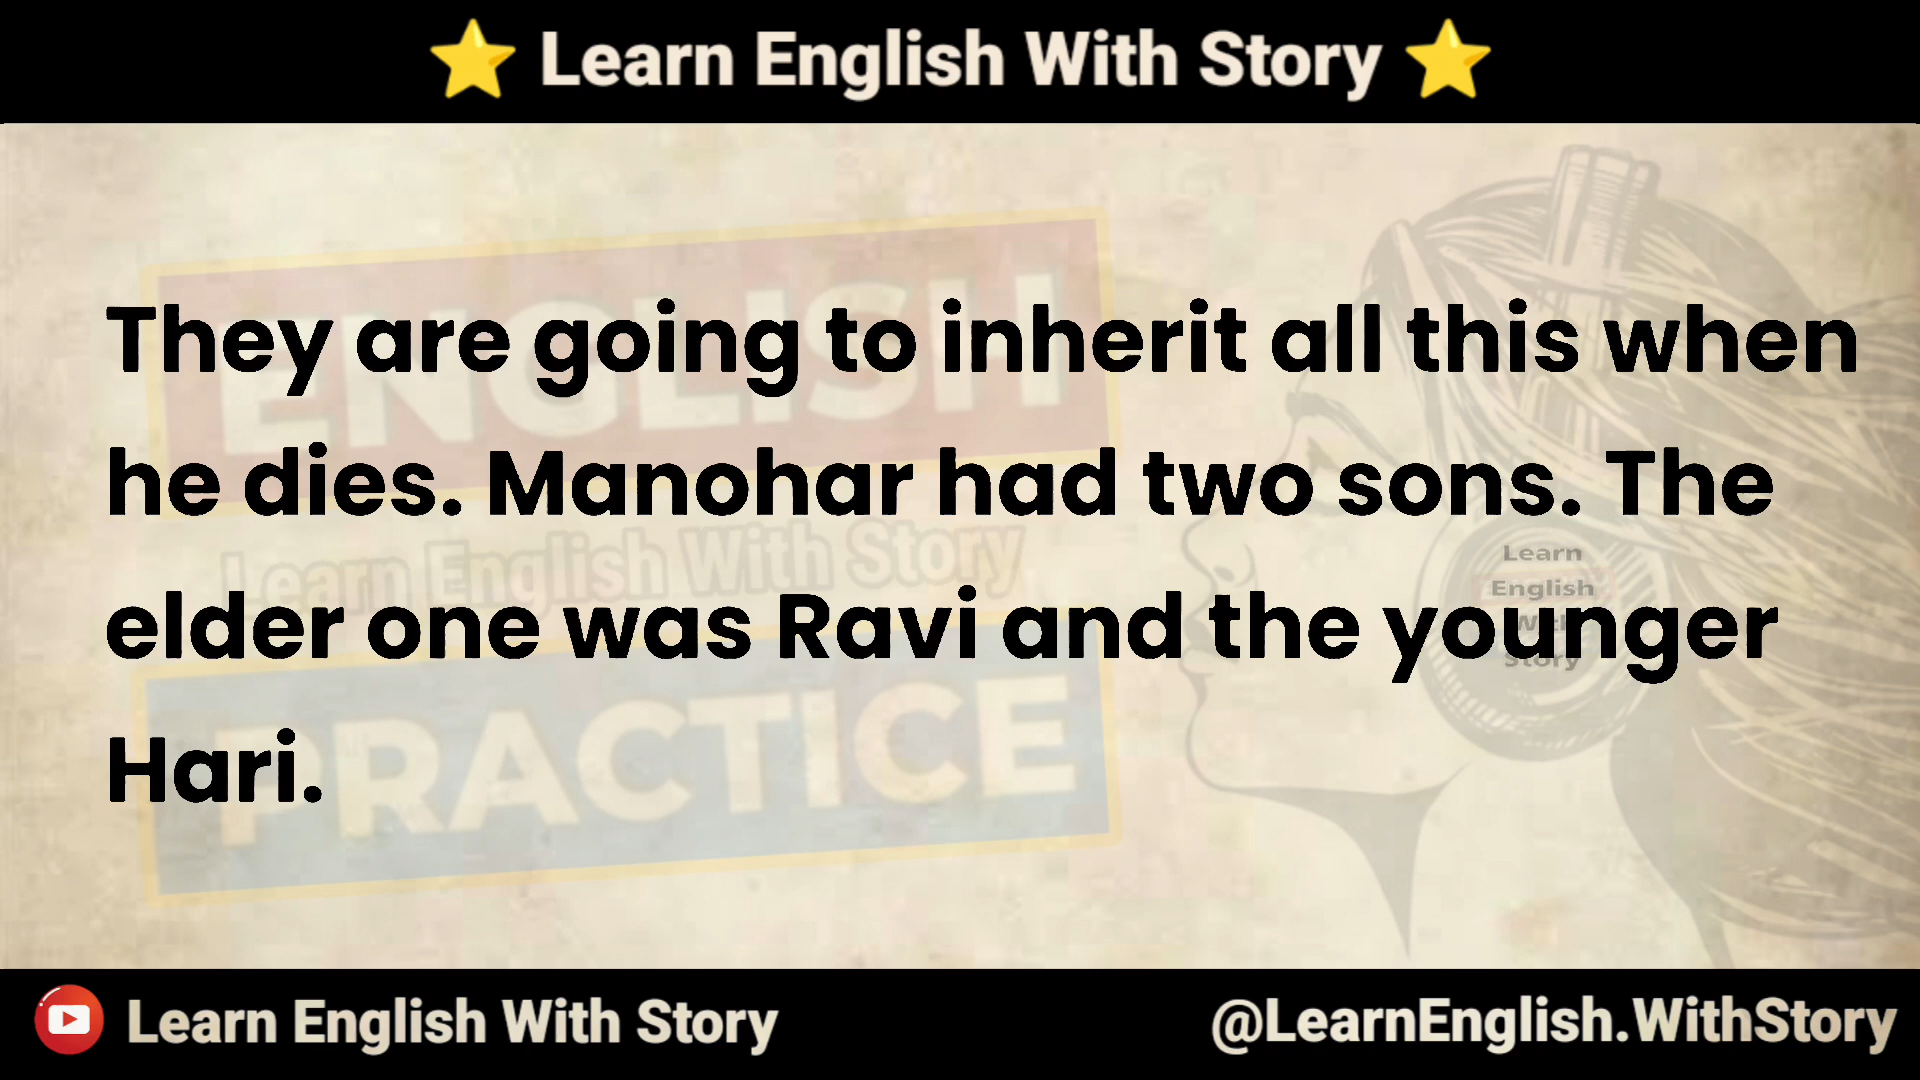 ⭐ Learn English With Story ⭐
ENGLISH
They are going to inherit all this when
he dies. Manohar had two sons. The
Learn English With Story
Learn
English
With
Story
elder one was Ravi and the younger
PRACTICE
Hari.
Learn English With Story
@LearnEnglish.WithStory